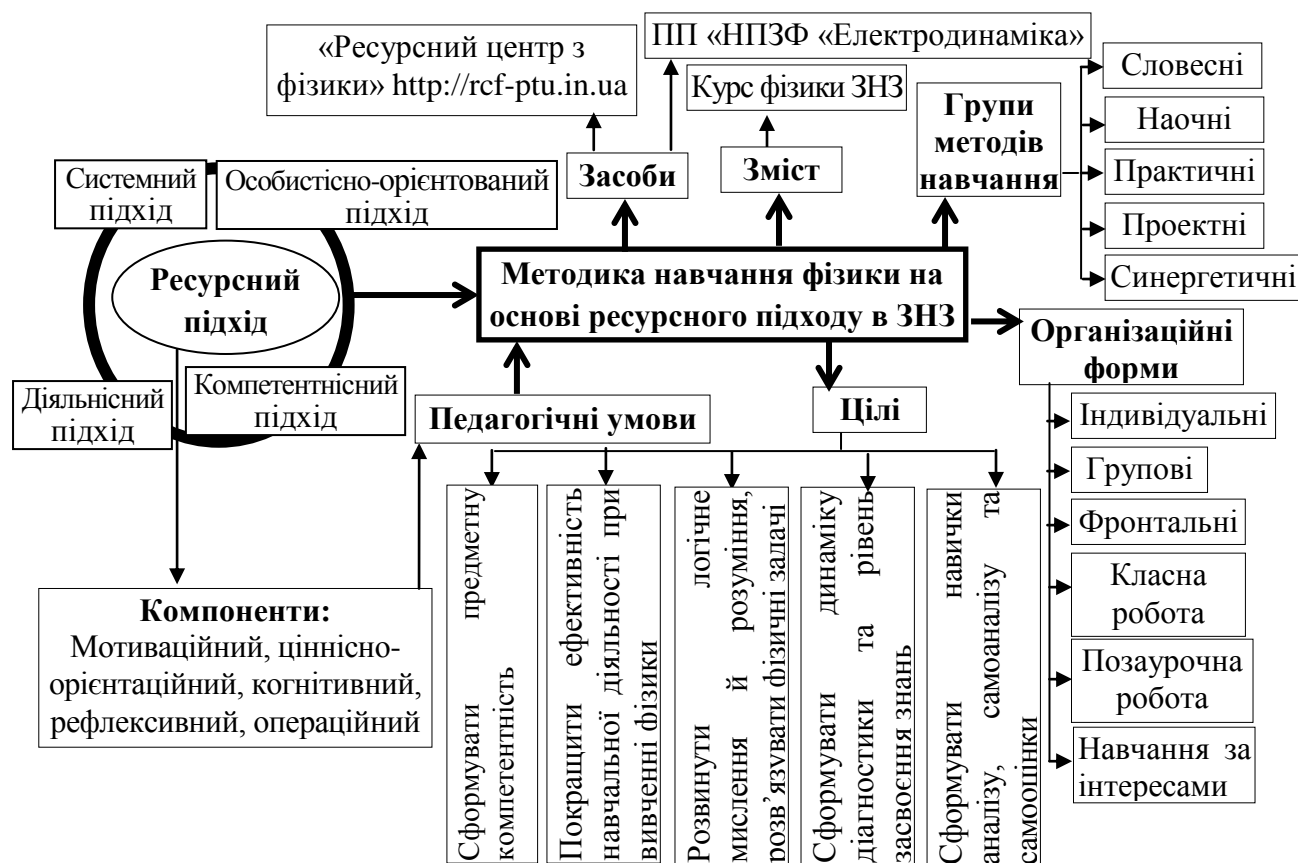 «Ресурсний центр з
фізики» http://rcf-ptu.in.ua
ПП «НПЗФ «Електродинаміка»
Курс фізики ЗНЗ
Засоби
Зміст
Групи
методів
навчання
Словесні
Наочні
Практичні
Проектні
Синергетичні
Системний
підхід
Особистісно-орієнтований
підхід
Ресурсний
підхід
Діяльнісний
підхід
Компетентнісний
підхід
Методика навчання фізики на
основі ресурсного підходу в ЗНЗ
Організаційні
форми
Індивідуальні
Групові
Фронтальні
Класна
робота
Позаурочна
робота
Навчання за
інтересами
Педагогічні умови
Цілі
Компоненти:
Мотиваційний, ціннісно-
орієнтаційний, когнітивний,
рефлексивний, операційний
Сформувати предметну
компетентність
Покращити ефективність
навчальної діяльності при
вивченні фізики
Розвинути логічне
мислення й розуміння,
розв’язувати фізичні задачі
Сформувати динаміку
діагностики та рівень
засвоєння знань
Сформувати навички
аналізу, самоаналізу та
самоошінки